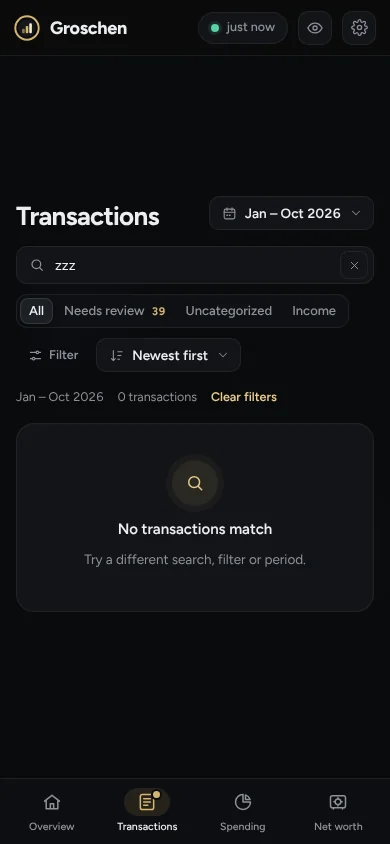 Groschen
just now
Transactions
Jan – Oct 2026
zzz
All Needs review 39 Uncategorized Income
Filter Newest first
Jan – Oct 2026 0 transactions Clear filters
No transactions match
Try a different search, filter or period.
Overview Transactions Spending Net worth